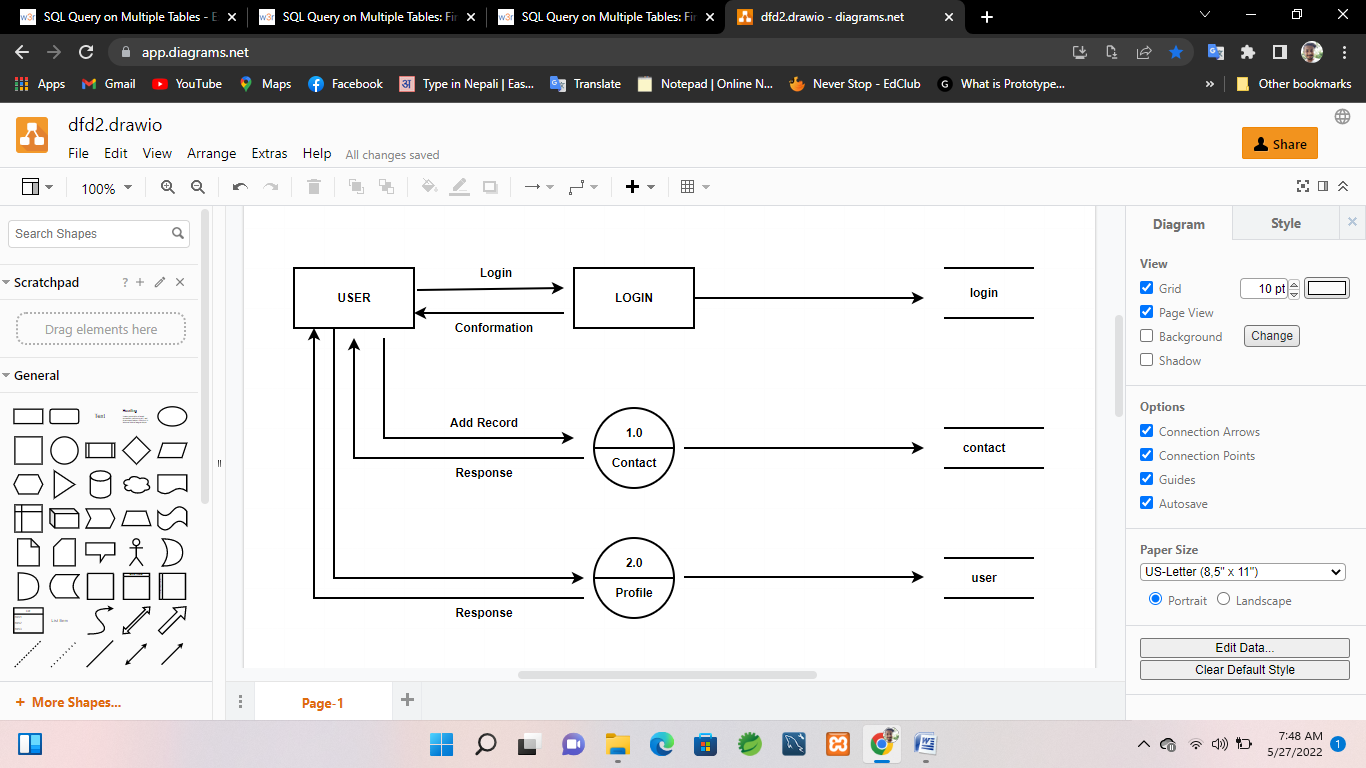 SQL Query on Multiple Tables - E
SQL Query on Multiple Tables: Fir
SQL Query on Multiple Tables: Fir
dfd2.drawio - diagrams.net
app.diagrams.net
Apps
Gmail
YouTube
Maps
Facebook
Type in Nepali | Eas...
Translate
Notepad | Online N...
Never Stop - EdClub
What is Prototype...
Other bookmarks
dfd2.drawio
File Edit View Arrange Extras Help All changes saved
Share
100%
Search Shapes
Scratchpad
Drag elements here
General
Text
Heading
More Shapes...
USER
Login
Conformation
LOGIN
login
Add Record
Response
1.0
Contact
contact
2.0
Profile
Response
user
Page-1
Diagram
Style
View
Grid
10 pt
Page View
Background
Change
Shadow
Options
Connection Arrows
Connection Points
Guides
Autosave
Paper Size
US-Letter (8,5" x 11")
Portrait
Landscape
Edit Data...
Clear Default Style
7:48 AM
5/27/2022
1